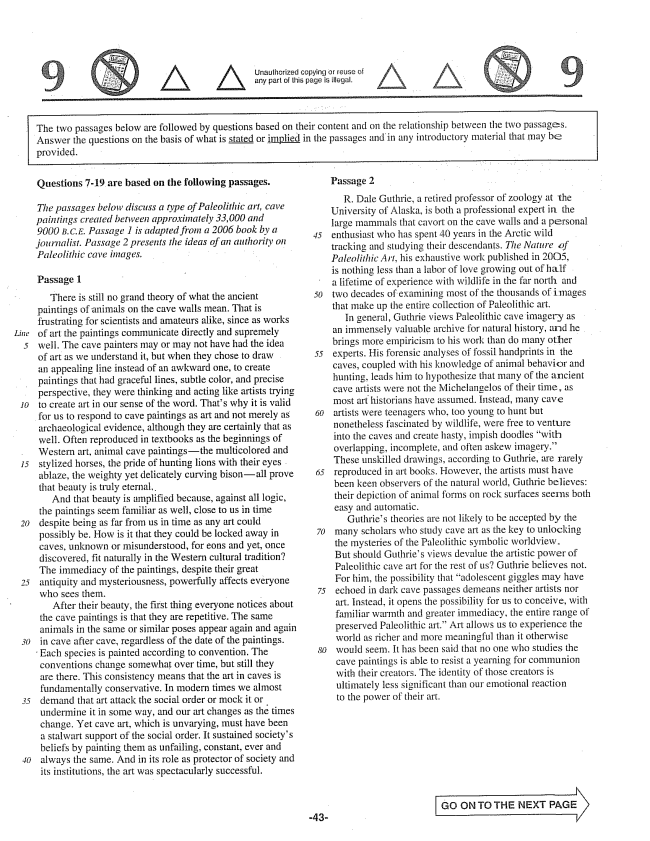 9
Unauthorized copying or reuse of
any part of this page is illegal.
9
The two passages below are followed by questions based on their content and on the relationship between the two passages.
Answer the questions on the basis of what is stated or implied in the passages and in any introductory material that may be
provided.
Questions 7-19 are based on the following passages.
The passages below discuss a type of Paleolithic art, cave
paintings created between approximately 33,000 and
9000 B.C.E. Passage 1 is adapted from a 2006 book by a
journalist. Passage 2 presents the ideas of an authority on
Paleolithic cave images.
Passage 1
There is still no grand theory of what the ancient
paintings of animals on the cave walls mean. That is
frustrating for scientists and amateurs alike, since as works
Line of art the paintings communicate directly and supremely
5 well. The cave painters may or may not have had the idea
of art as we understand it, but when they chose to draw
an appealing line instead of an awkward one, to create
paintings that had graceful lines, subtle color, and precise
perspective, they were thinking and acting like artists trying
10 to create art in our sense of the word. That's why it is valid
for us to respond to cave paintings as art and not merely as
archaeological evidence, although they are certainly that as
well. Often reproduced in textbooks as the beginnings of
Western art, animal cave paintings—the multicolored and
15 stylized horses, the pride of hunting lions with their eyes
ablaze, the weighty yet delicately curving bison—all prove
that beauty is truly eternal.
And that beauty is amplified because, against all logic,
the paintings seem familiar as well, close to us in time
20 despite being as far from us in time as any art could
possibly be. How is it that they could be locked away in
caves, unknown or misunderstood, for eons and yet, once
discovered, fit naturally in the Western cultural tradition?
The immediacy of the paintings, despite their great
25 antiquity and mysteriousness, powerfully affects everyone
who sees them.
After their beauty, the first thing everyone notices about
the cave paintings is that they are repetitive. The same
animals in the same or similar poses appear again and again
30 in cave after cave, regardless of the date of the paintings.
Each species is painted according to convention. The
conventions change somewhat over time, but still they
are there. This consistency means that the art in caves is
fundamentally conservative. In modern times we almost
35 demand that art attack the social order or mock it or
undermine it in some way, and our art changes as the times
change. Yet cave art, which is unvarying, must have been
a stalwart support of the social order. It sustained society's
beliefs by painting them as unfailing, constant, ever and
40 always the same. And in its role as protector of society and
its institutions, the art was spectacularly successful.
Passage 2
R. Dale Guthrie, a retired professor of zoology at the
University of Alaska, is both a professional expert in the
large mammals that cavort on the cave walls and a personal
45 enthusiast who has spent 40 years in the Arctic wild
tracking and studying their descendants. The Nature of
Paleolithic Art, his exhaustive work published in 2005,
is nothing less than a labor of love growing out of half
a lifetime of experience with wildlife in the far north and
50 two decades of examining most of the thousands of images
that make up the entire collection of Paleolithic art.
In general, Guthrie views Paleolithic cave imagery as
an immensely valuable archive for natural history, and he
brings more empiricism to his work than do many other
55 experts. His forensic analyses of fossil handprints in the
caves, coupled with his knowledge of animal behavior and
hunting, leads him to hypothesize that many of the ancient
cave artists were not the Michelangelos of their time, as
most art historians have assumed. Instead, many cave
60 artists were teenagers who, too young to hunt but
nonetheless fascinated by wildlife, were free to venture
into the caves and create hasty, impish doodles "with
overlapping, incomplete, and often askew imagery."
These unskilled drawings, according to Guthrie, are rarely
65 reproduced in art books. However, the artists must have
been keen observers of the natural world, Guthrie believes:
their depiction of animal forms on rock surfaces seems both
easy and automatic.
Guthrie's theories are not likely to be accepted by the
70 many scholars who study cave art as the key to unlocking
the mysteries of the Paleolithic symbolic worldview.
But should Guthrie's views devalue the artistic power of
Paleolithic cave art for the rest of us? Guthrie believes not.
For him, the possibility that "adolescent giggles may have
75 echoed in dark cave passages demeans neither artists nor
art. Instead, it opens the possibility for us to conceive, with
familiar warmth and greater immediacy, the entire range of
preserved Paleolithic art." Art allows us to experience the
world as richer and more meaningful than it otherwise
80 would seem. It has been said that no one who studies the
cave paintings is able to resist a yearning for communion
with their creators. The identity of those creators is
ultimately less significant than our emotional reaction
to the power of their art.
GO ON TO THE NEXT PAGE
-43-